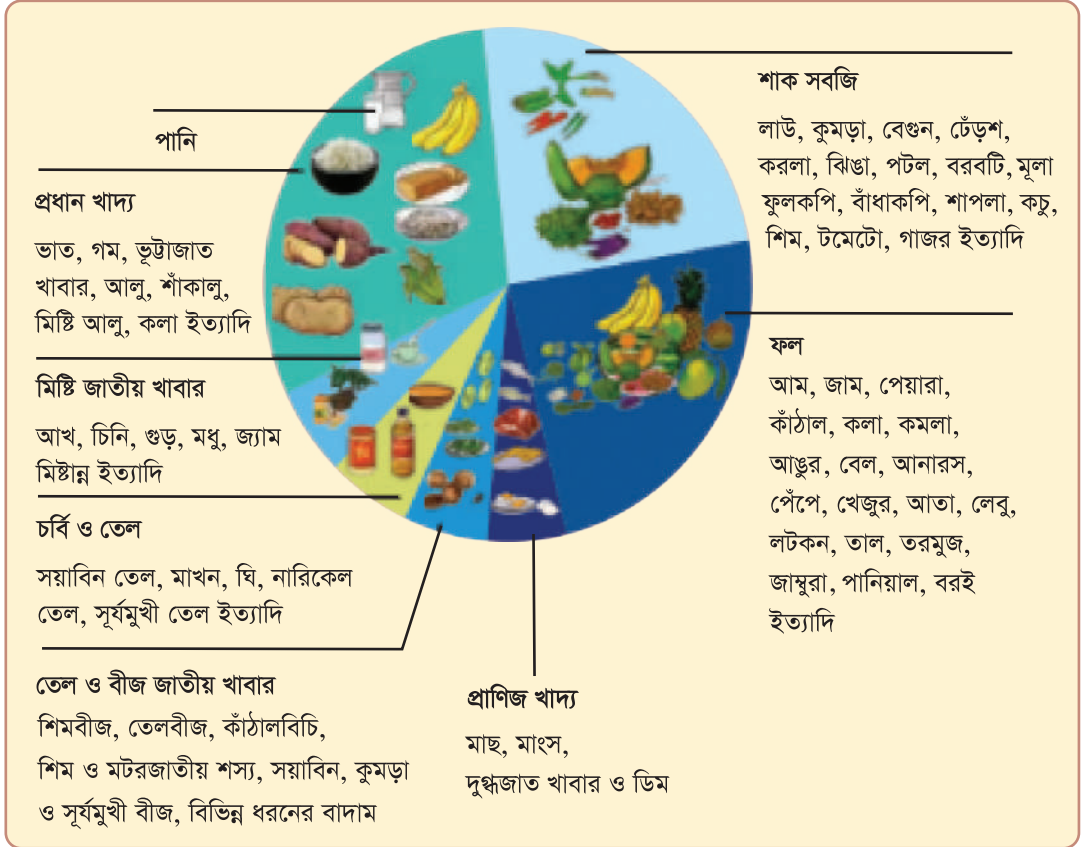 পানি
প্রধান খাদ্য
ভাত, গম, ভূট্টাজাত
খাবার, আলু, শাঁকালু,
মিষ্টি আলু, কলা ইত্যাদি
মিষ্টি জাতীয় খাবার
আখ, চিনি, গুড়, মধু, জ্যাম
মিষ্টান্ন ইত্যাদি
চর্বি ও তেল
সয়াবিন তেল, মাখন, ঘি, নারিকেল
তেল, সূর্যমুখী তেল ইত্যাদি
তেল ও বীজ জাতীয় খাবার
শিমবীজ, তেলবীজ, কাঁঠালবিচি,
শিম ও মটরজাতীয় শস্য, সয়াবিন, কুমড়া
ও সূর্যমুখী বীজ, বিভিন্ন ধরনের বাদাম
প্রাণিজ খাদ্য
মাছ, মাংস,
দুগ্ধজাত খাবার ও ডিম
শাক সবজি
লাউ, কুমড়া, বেগুন, ঢেঁড়শ,
করলা, ঝিঙা, পটল, বরবটি, মূলা
ফুলকপি, বাঁধাকপি, শাপলা, কচু,
শিম, টমেটো, গাজর ইত্যাদি
ফল
আম, জাম, পেয়ারা,
কাঁঠাল, কলা, কমলা,
আঙুর, বেল, আনারস,
পেঁপে, খেজুর, আতা, লেবু,
লটকন, তাল, তরমুজ,
জাম্বুরা, পানিয়াল, বরই
ইত্যাদি